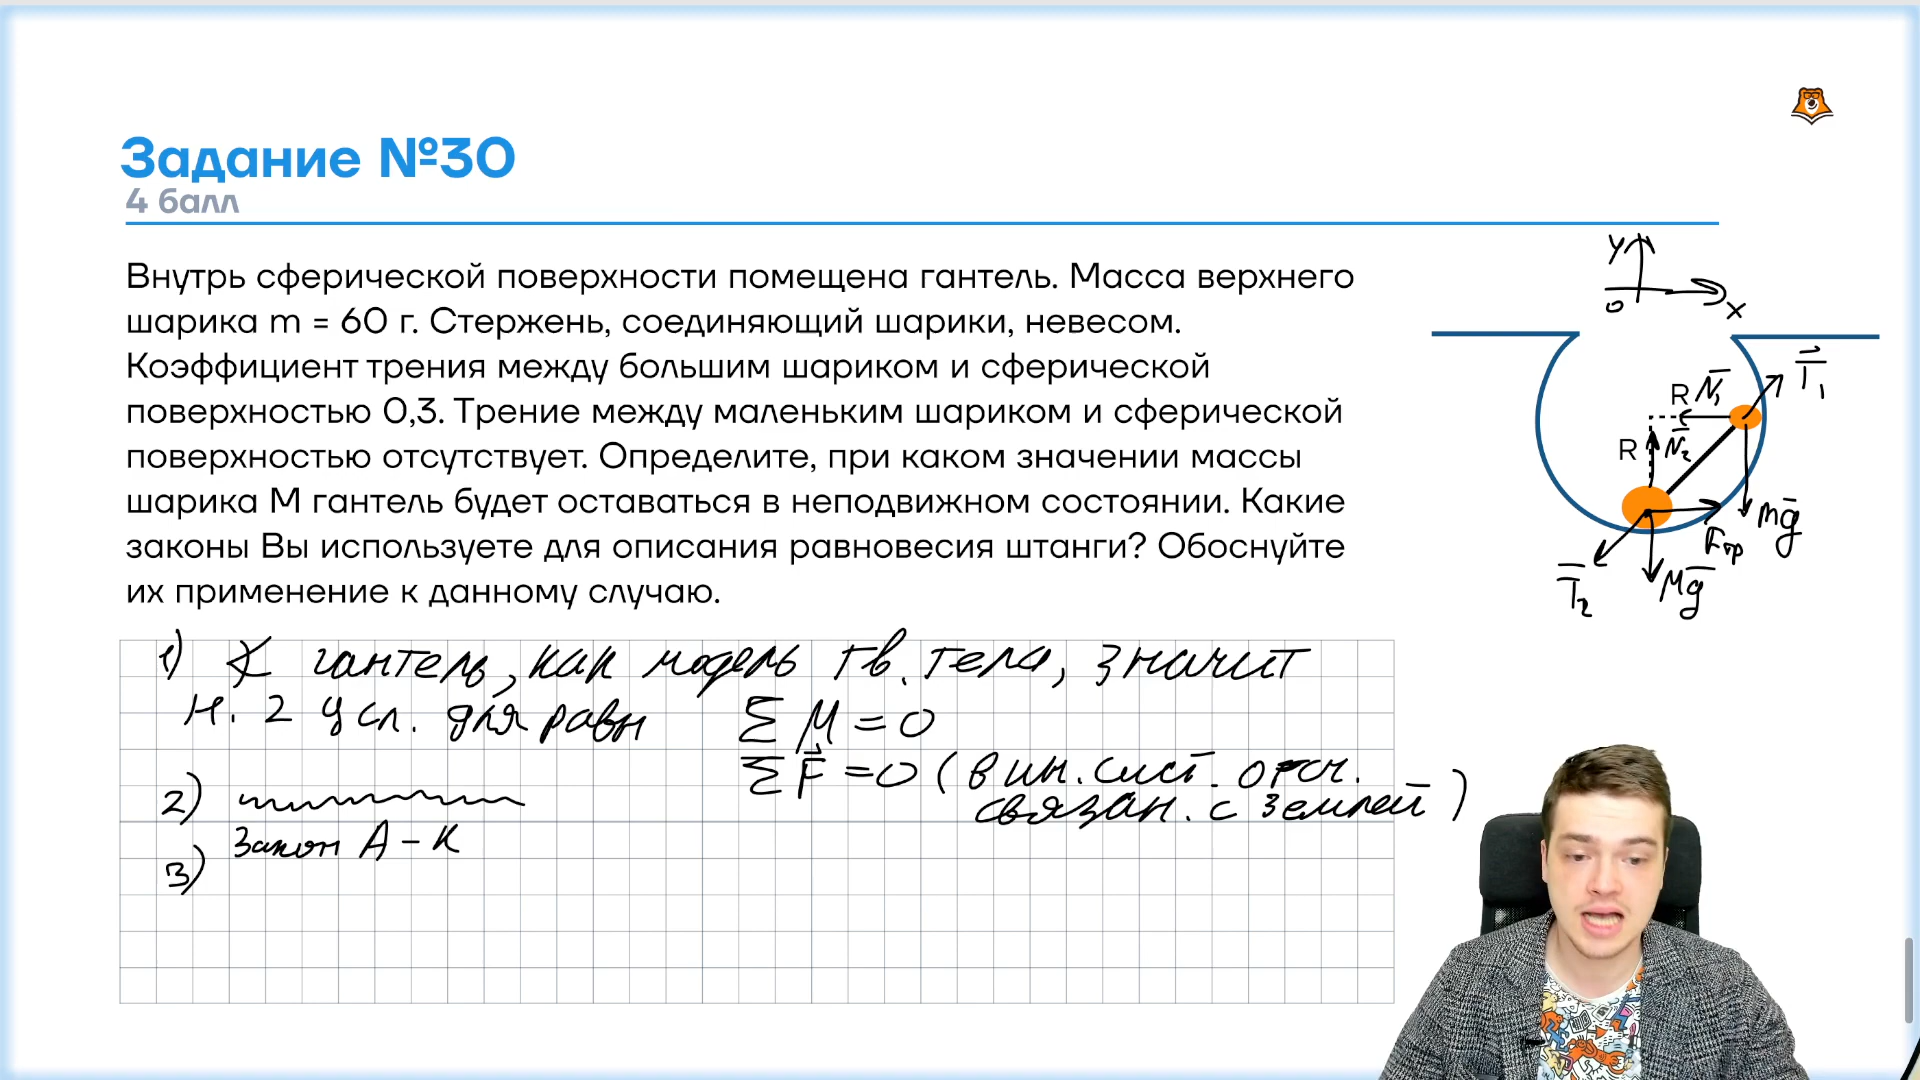 Задание №30
4 балл
Внутрь сферической поверхности помещена гантель. Масса верхнего
шарика m = 60 г. Стержень, соединяющий шарики, невесом.
Коэффициент трения между большим шариком и сферической
поверхностью 0,3. Трение между маленьким шариком и сферической
поверхностью отсутствует. Определите, при каком значении массы
шарика М гантель будет оставаться в неподвижном состоянии. Какие
законы Вы используете для описания равновесия штанги? Обоснуйте
их применение к данному случаю.
y
0
x
T₁
R N₁
R N₂
mg
Fтр
Mg
T₂
1) гантель, как модель тв. тела, значит
н. 2 усл. для равн ΣM = 0
ΣF = 0 (в ин. сист. отсч.
связан. с Землей)
2)
Закон А - К
3)